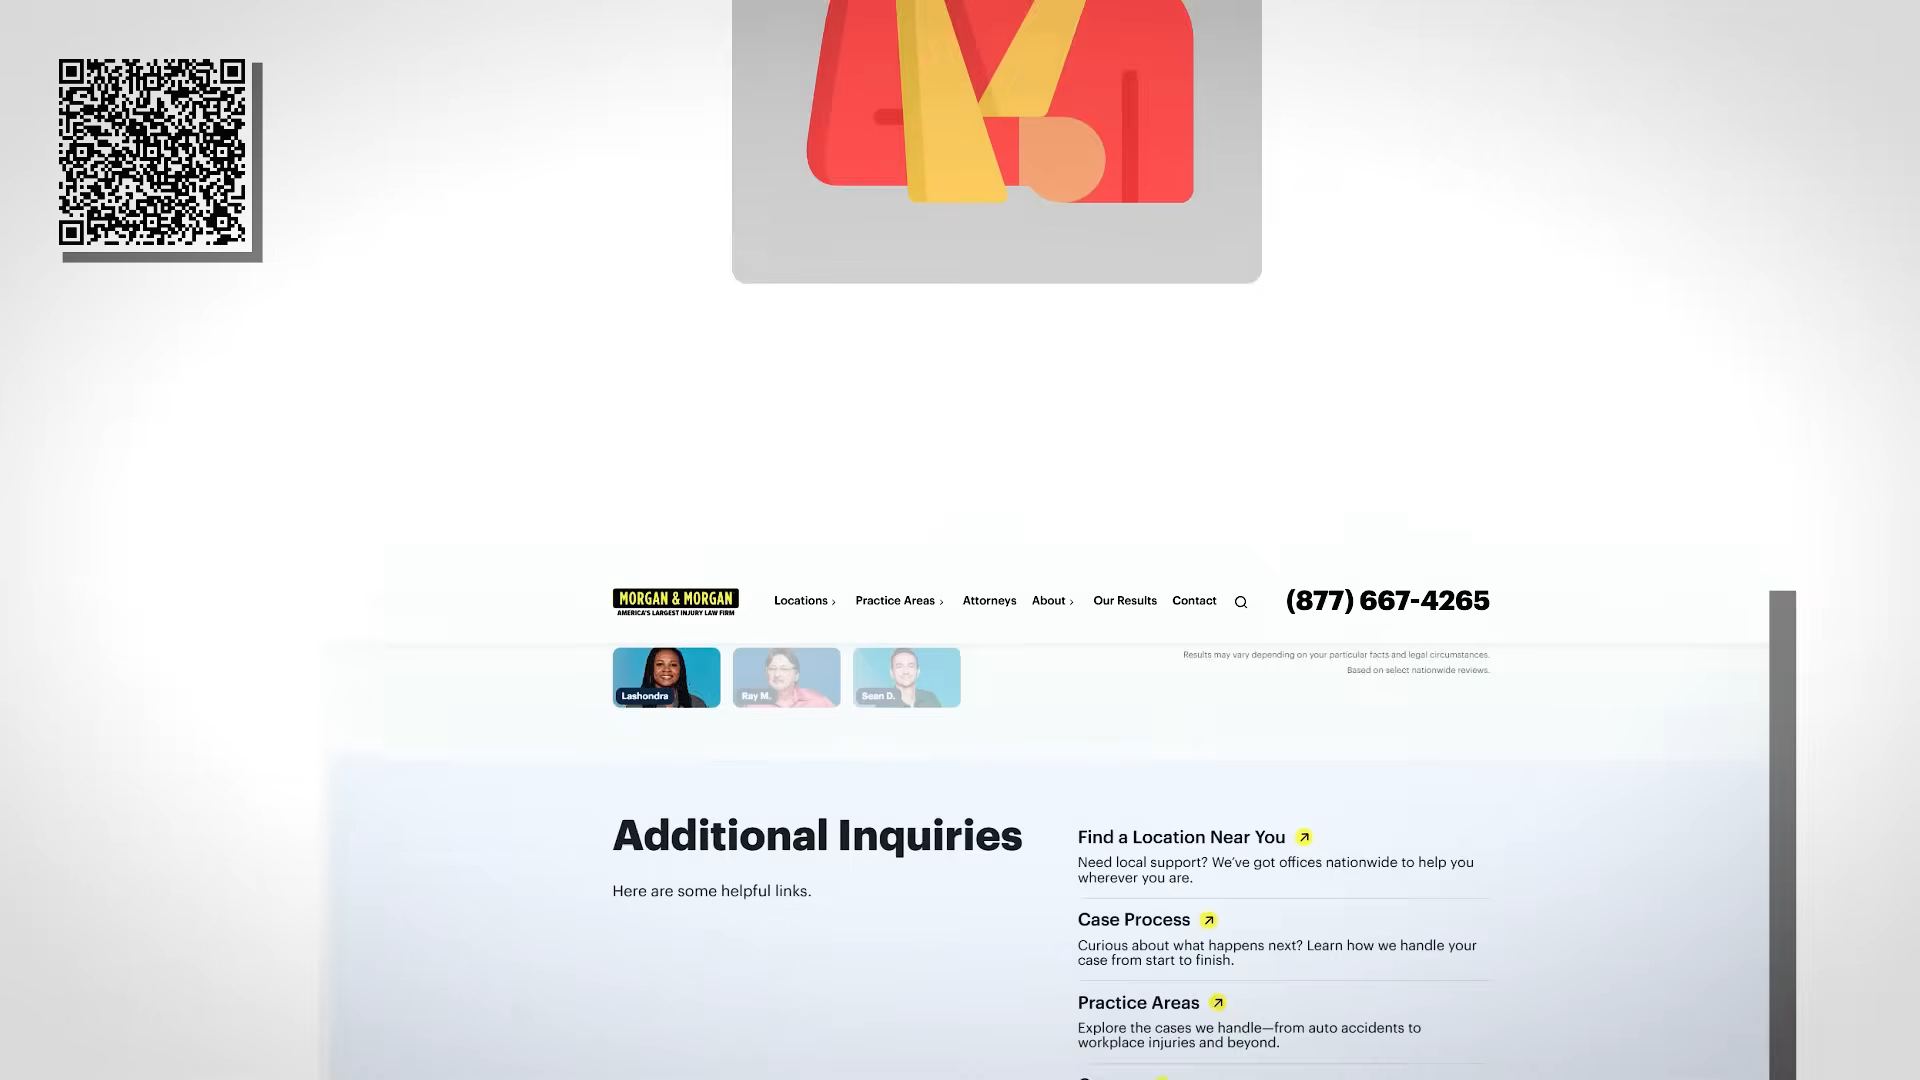 MORGAN & MORGAN
AMERICA'S LARGEST INJURY LAW FIRM
Locations
Practice Areas
Attorneys
About
Our Results
Contact
(877) 667-4265
Lashondra
Ray M.
Sean D.
Results may vary depending on your particular facts and legal circumstances.
Based on select nationwide reviews.
Additional Inquiries
Here are some helpful links.
Find a Location Near You
Need local support? We've got offices nationwide to help you
wherever you are.
Case Process
Curious about what happens next? Learn how we handle your
case from start to finish.
Practice Areas
Explore the cases we handle—from auto accidents to
workplace injuries and beyond.